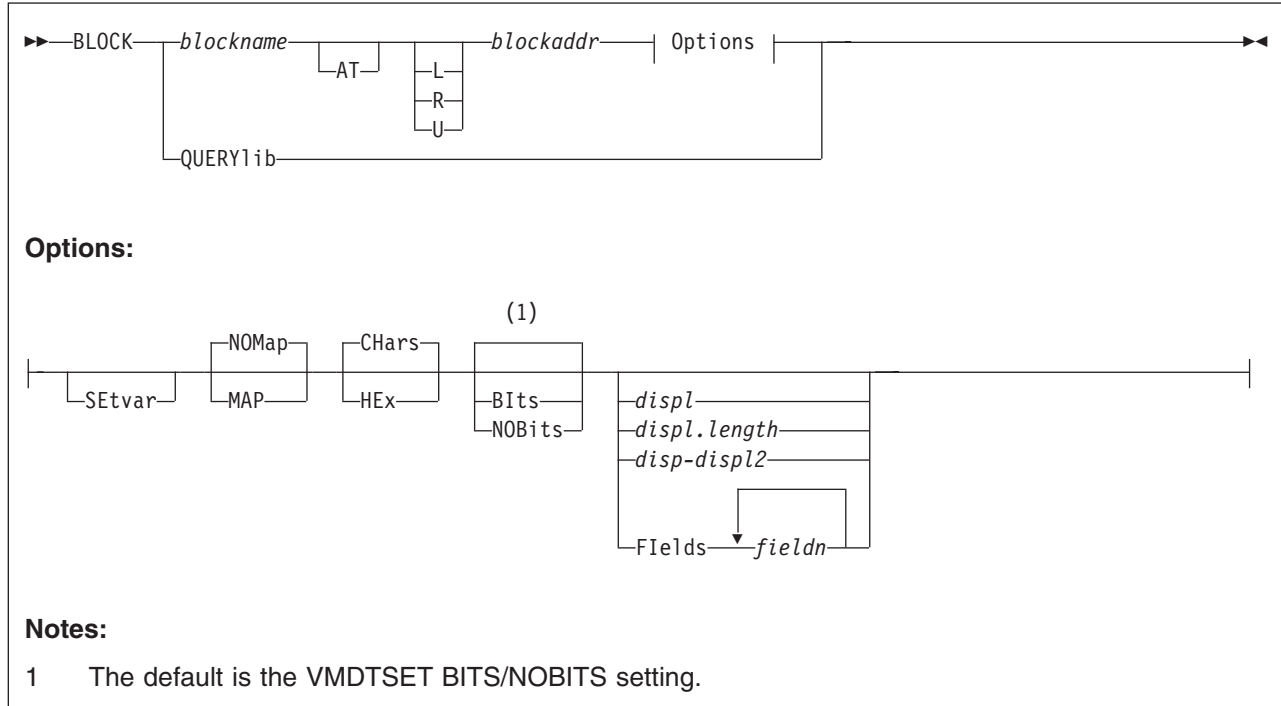 BLOCK blockname blockaddr Options
AT L
R
U
QUERYlib
Options:
(1)
NOMap CHars
SEtvar MAP HEx BIts displ
NOBits displ.length
disp-displ2
FIelds fieldn
Notes:
1 The default is the VMDTSET BITS/NOBITS setting.